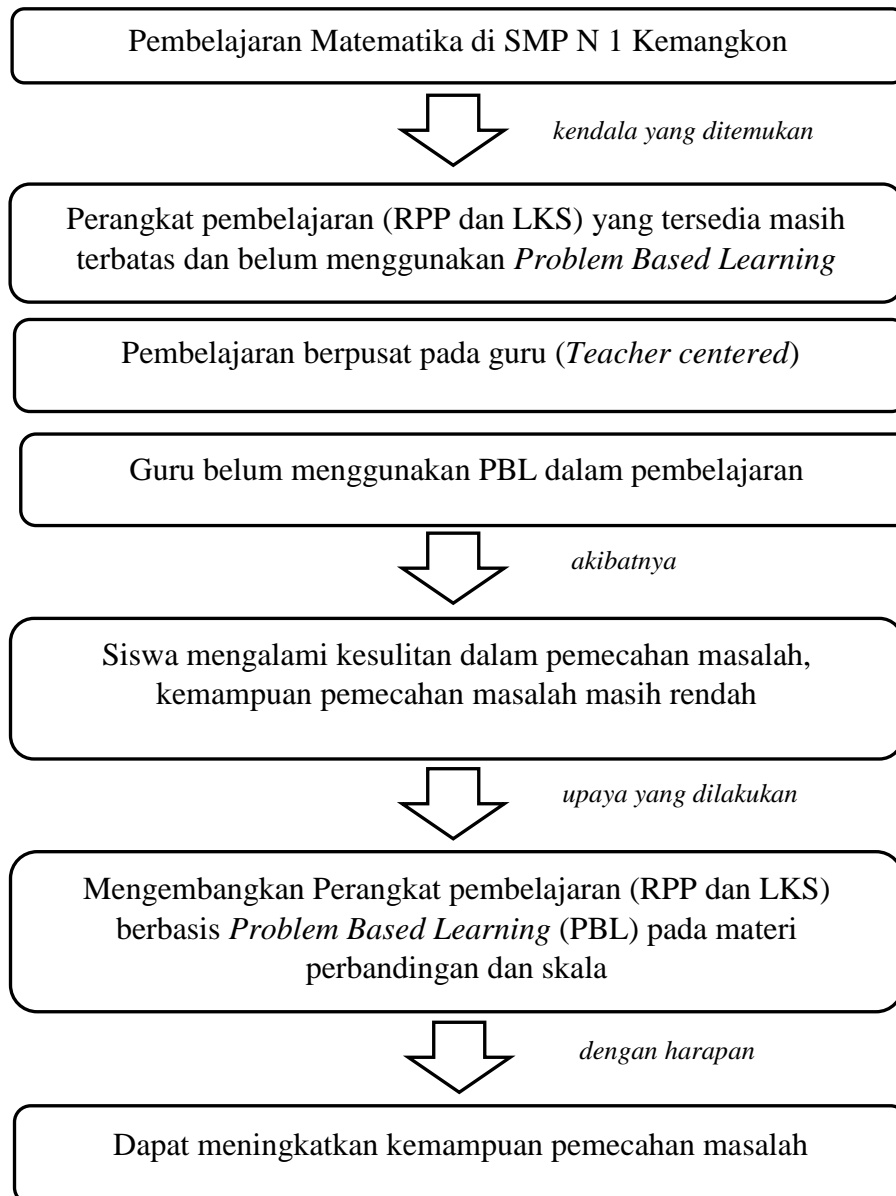 Pembelajaran Matematika di SMP N 1 Kemangkon
kendala yang ditemukan
Perangkat pembelajaran (RPP dan LKS) yang tersedia masih
terbatas dan belum menggunakan Problem Based Learning
Pembelajaran berpusat pada guru (Teacher centered)
Guru belum menggunakan PBL dalam pembelajaran
akibatnya
Siswa mengalami kesulitan dalam pemecahan masalah,
kemampuan pemecahan masalah masih rendah
upaya yang dilakukan
Mengembangkan Perangkat pembelajaran (RPP dan LKS)
berbasis Problem Based Learning (PBL) pada materi
perbandingan dan skala
dengan harapan
Dapat meningkatkan kemampuan pemecahan masalah